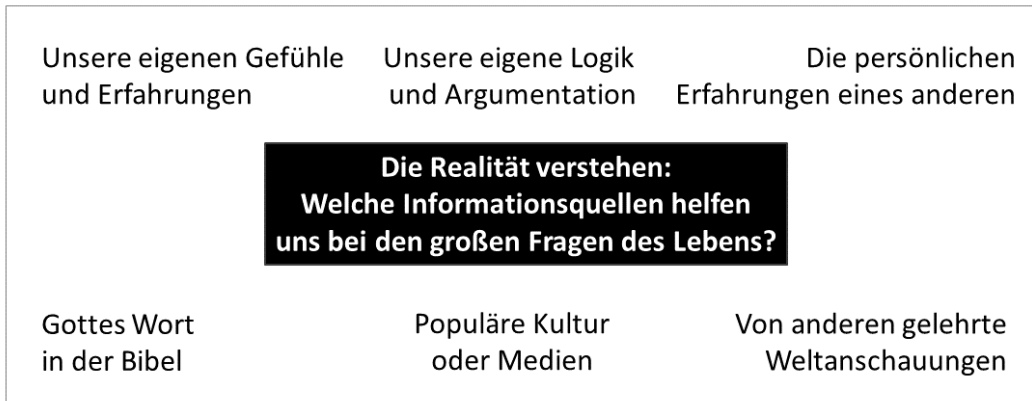 Unsere eigenen Gefühle
und Erfahrungen
Unsere eigene Logik
und Argumentation
Die persönlichen
Erfahrungen eines anderen
Die Realität verstehen:
Welche Informationsquellen helfen
uns bei den großen Fragen des Lebens?
Gottes Wort
in der Bibel
Populäre Kultur
oder Medien
Von anderen gelehrte
Weltanschauungen